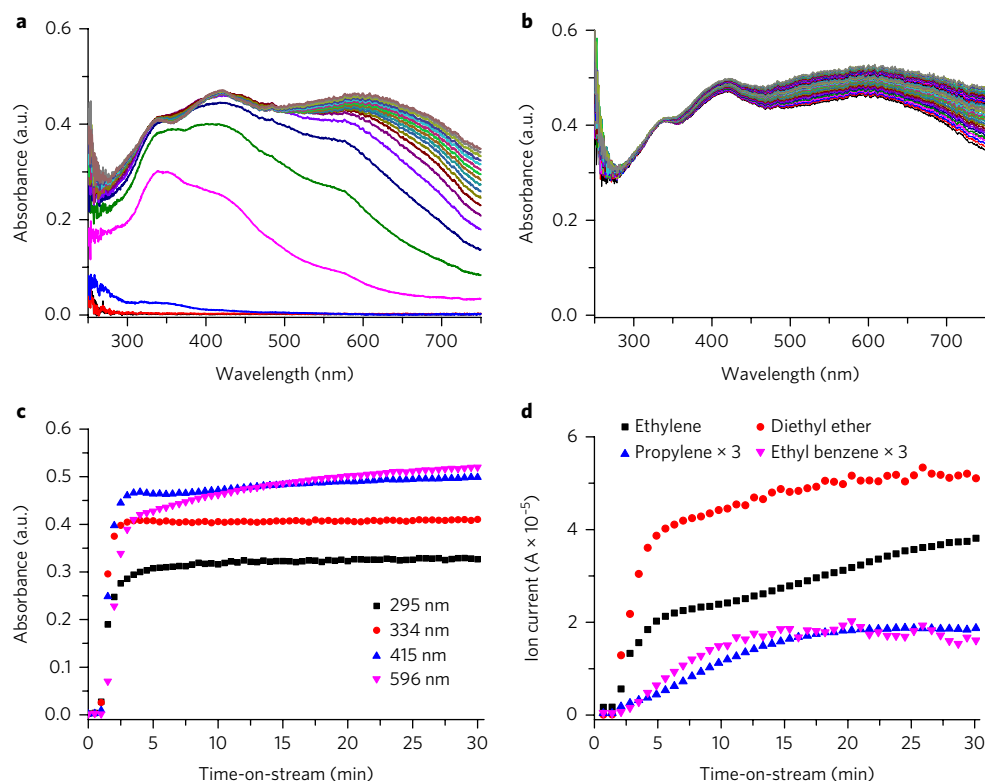 a
0.6
0.4
0.2
0.0
Absorbance (a.u.)
300 400 500 600 700
Wavelength (nm)
b
0.6
0.4
0.2
0.0
Absorbance (a.u.)
300 400 500 600 700
Wavelength (nm)
c
0.6
0.5
0.4
0.3
0.2
0.1
0.0
Absorbance (a.u.)
295 nm
334 nm
415 nm
596 nm
0 5 10 15 20 25 30
Time-on-stream (min)
d
Ethylene Diethyl ether
Propylene × 3 Ethyl benzene × 3
6
4
2
0
Ion current (A × 10⁻⁵)
0 5 10 15 20 25 30
Time-on-stream (min)